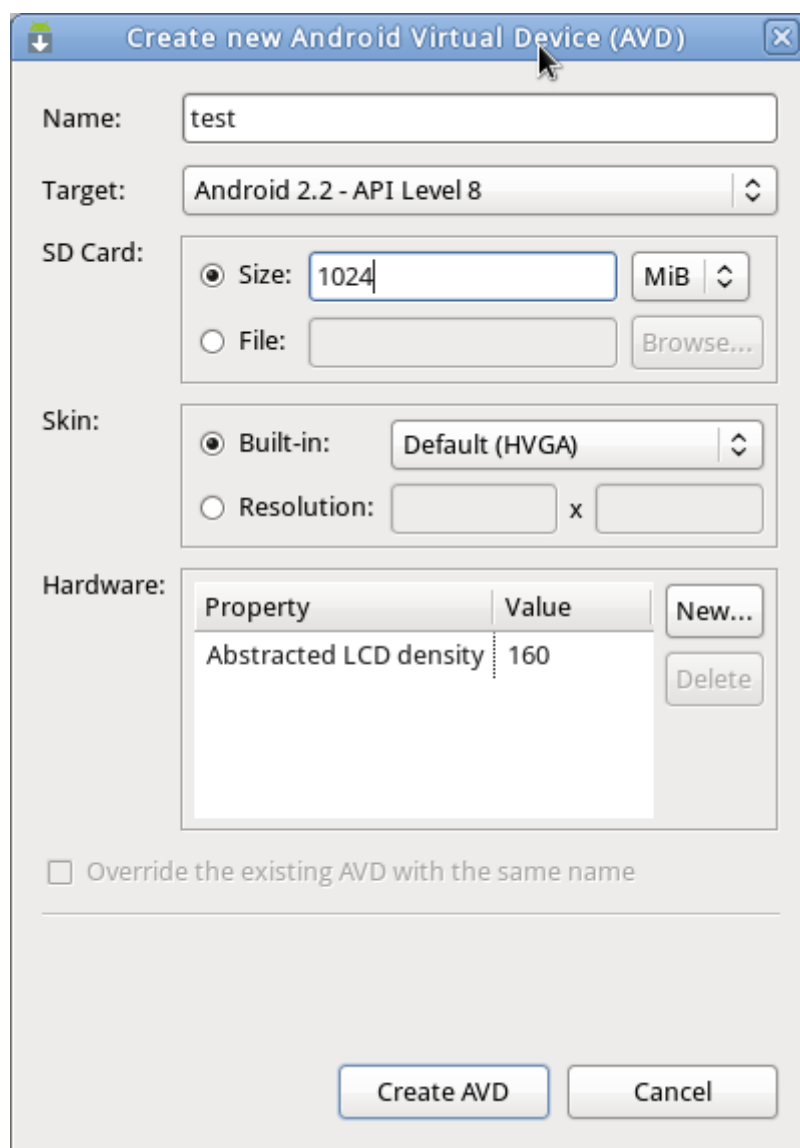 Create new Android Virtual Device (AVD)
Name: test
Target: Android 2.2 - API Level 8
SD Card:
Size: 1024 MiB
File: Browse...
Skin:
Built-in: Default (HVGA)
Resolution: x
Hardware:
Property Value New...
Abstracted LCD density 160
Delete
Override the existing AVD with the same name
Create AVD Cancel